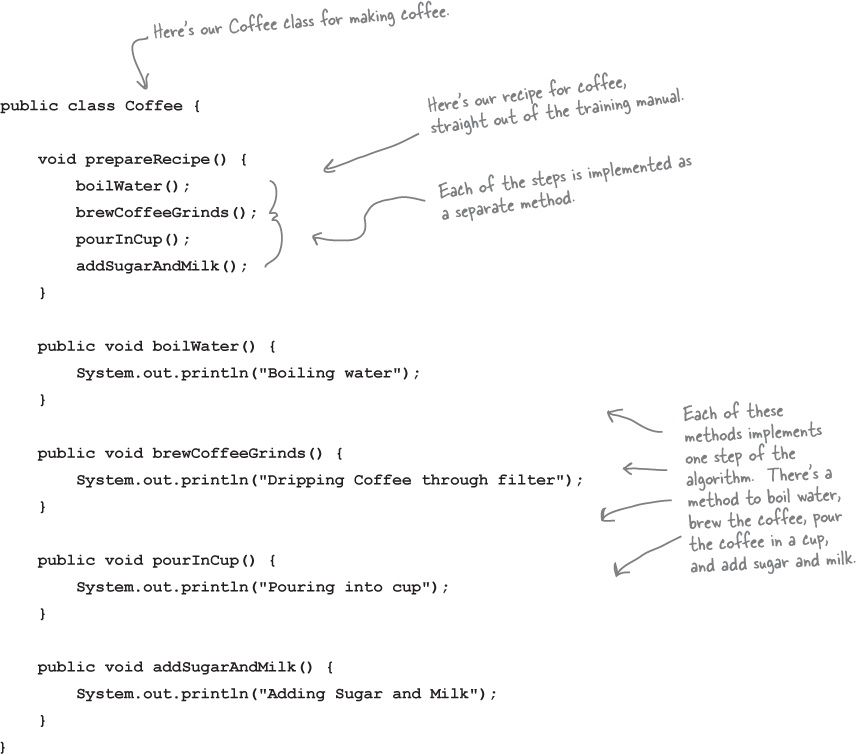 Here's our Coffee class for making coffee.
public class Coffee {
Here's our recipe for coffee,
straight out of the training manual.
void prepareRecipe() {
boilWater();
brewCoffeeGrinds();
pourInCup();
addSugarAndMilk();
}
Each of the steps is implemented as
a separate method.
public void boilWater() {
System.out.println("Boiling water");
}
public void brewCoffeeGrinds() {
System.out.println("Dripping Coffee through filter");
}
public void pourInCup() {
System.out.println("Pouring into cup");
}
public void addSugarAndMilk() {
System.out.println("Adding Sugar and Milk");
}
}
Each of these
methods implements
one step of the
algorithm. There's a
method to boil water,
brew the coffee, pour
the coffee in a cup,
and add sugar and milk.